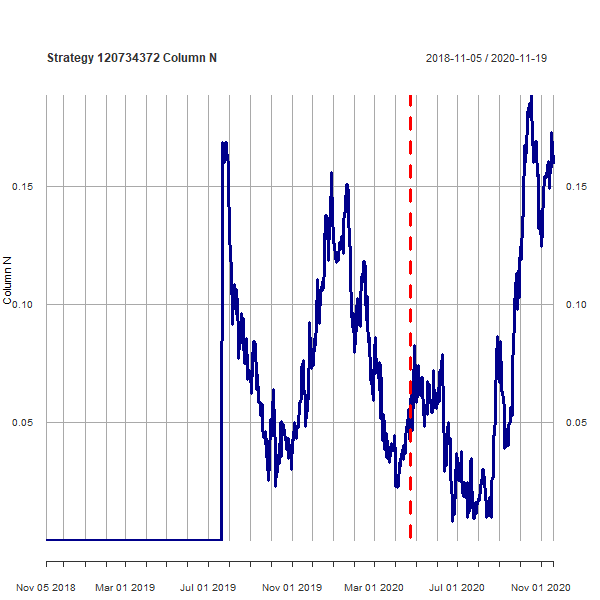 Strategy 120734372 Column N
2018-11-05 / 2020-11-19
0.15
0.15
Column N
0.10
0.10
0.05
0.05
Nov 05 2018
Mar 01 2019
Jul 01 2019
Nov 01 2019
Mar 01 2020
Jul 01 2020
Nov 01 2020